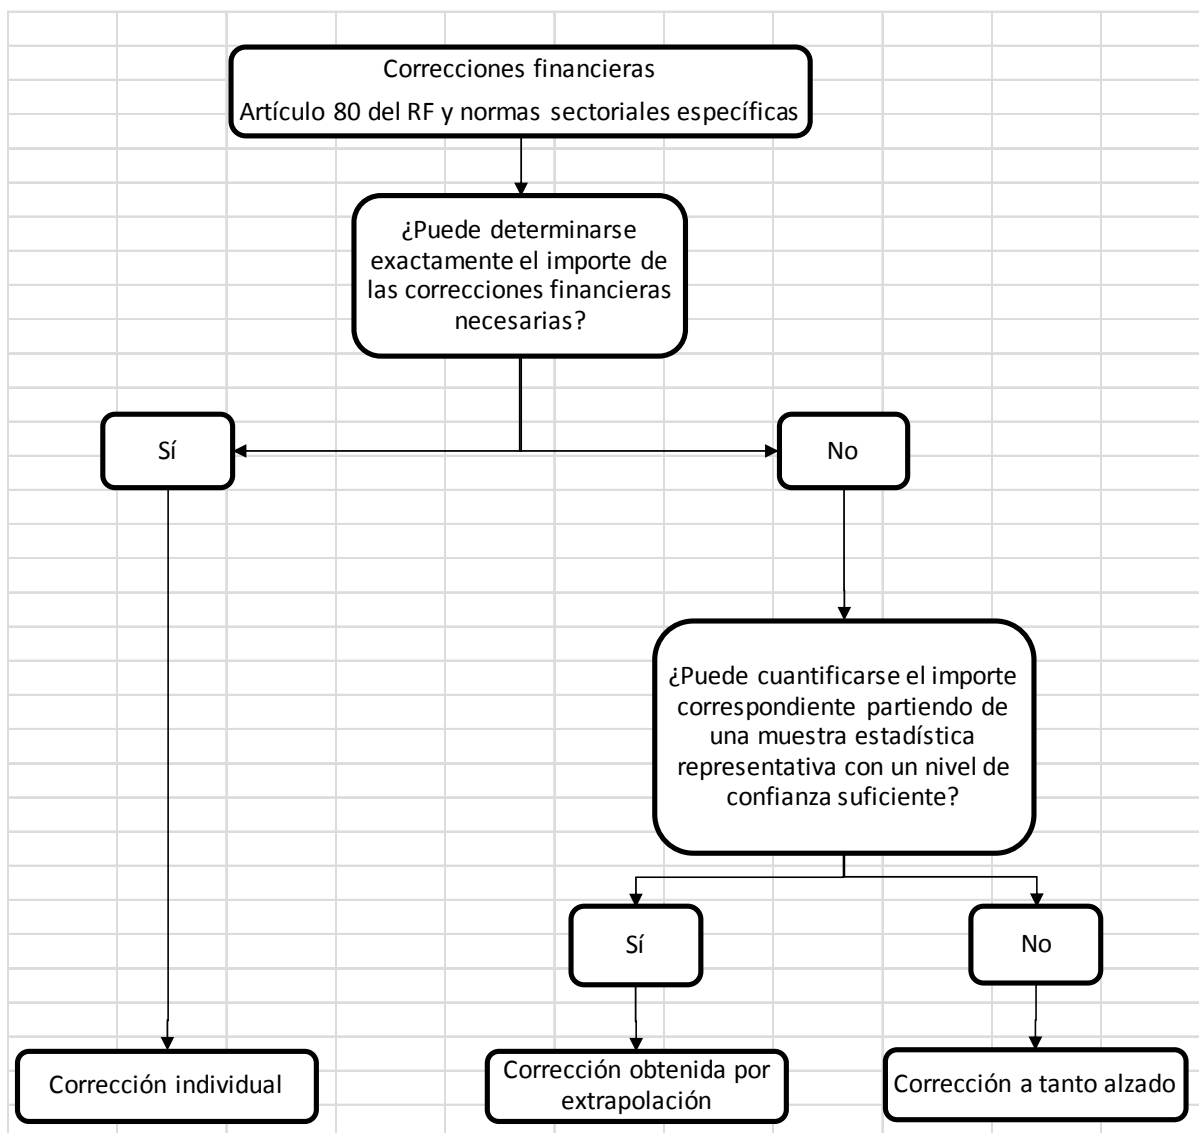 Correcciones financieras
Artículo 80 del RF y normas sectoriales específicas
¿Puede determinarse
exactamente el importe de
las correcciones financieras
necesarias?
Sí
No
¿Puede cuantificarse el importe
correspondiente partiendo de
una muestra estadística
representativa con un nivel de
confianza suficiente?
Sí
No
Corrección individual
Corrección obtenida por
extrapolación
Corrección a tanto alzado